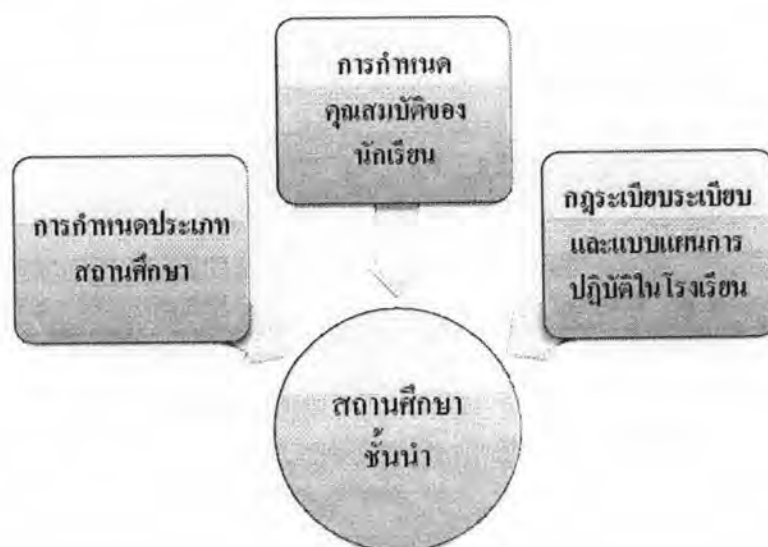 การกำหนด
คุณสมบัติของ
นักเรียน
การกำหนดประเภท
สถานศึกษา
กฎระเบียบระเบียบ
และแบบแผนการ
ปฏิบัติในโรงเรียน
สถานศึกษา
ชั้นนำ